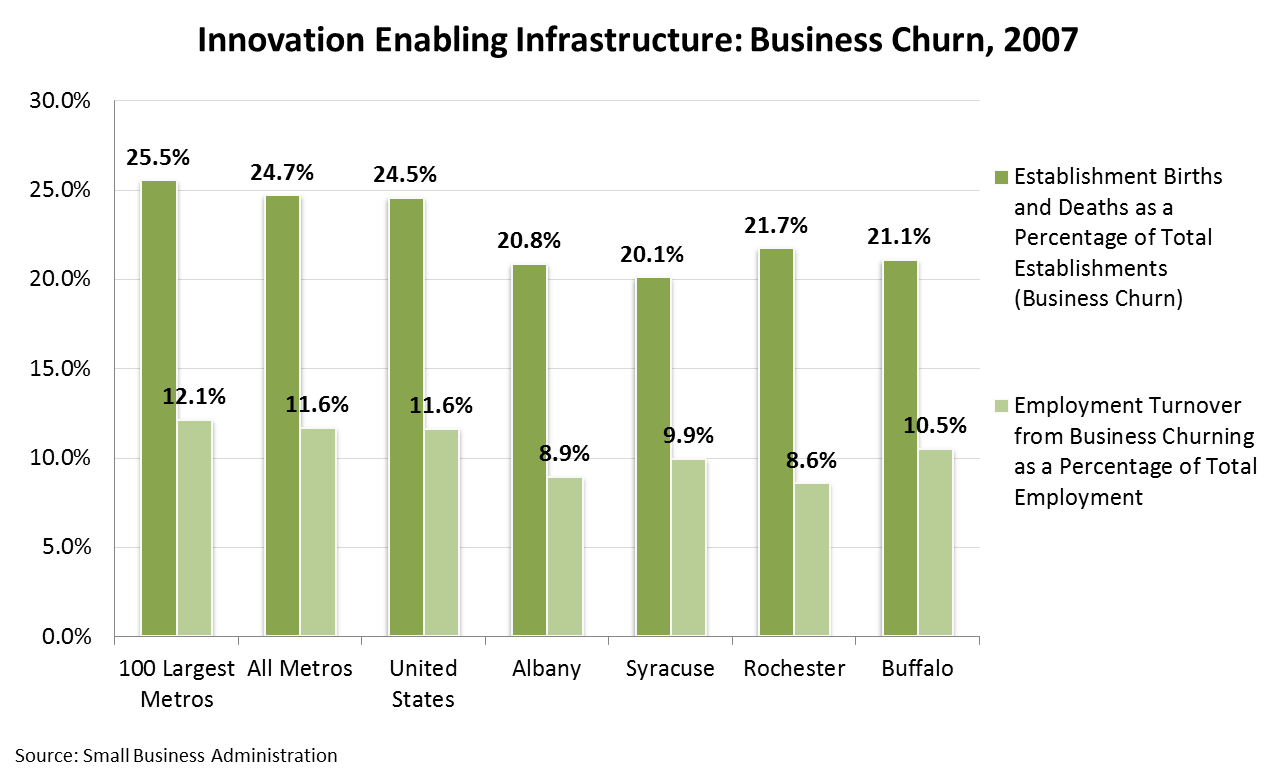 Innovation Enabling Infrastructure: Business Churn, 2007
30.0%
25.0%
20.0%
15.0%
10.0%
5.0%
0.0%
25.5%
12.1%
24.7%
11.6%
24.5%
11.6%
20.8%
8.9%
20.1%
9.9%
21.7%
8.6%
21.1%
10.5%
100 Largest
Metros
All Metros
United
States
Albany
Syracuse
Rochester
Buffalo
Establishment Births
and Deaths as a
Percentage of Total
Establishments
(Business Churn)
Employment Turnover
from Business Churning
as a Percentage of Total
Employment
Source: Small Business Administration